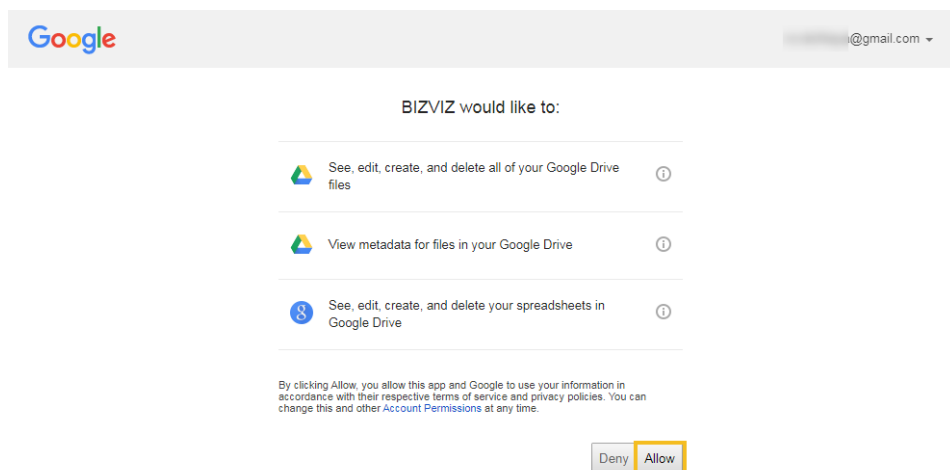 Google
@gmail.com
BIZVIZ would like to:
See, edit, create, and delete all of your Google Drive
files
View metadata for files in your Google Drive
See, edit, create, and delete your spreadsheets in
Google Drive
By clicking Allow, you allow this app and Google to use your information in
accordance with their respective terms of service and privacy policies. You can
change this and other Account Permissions at any time.
Deny Allow